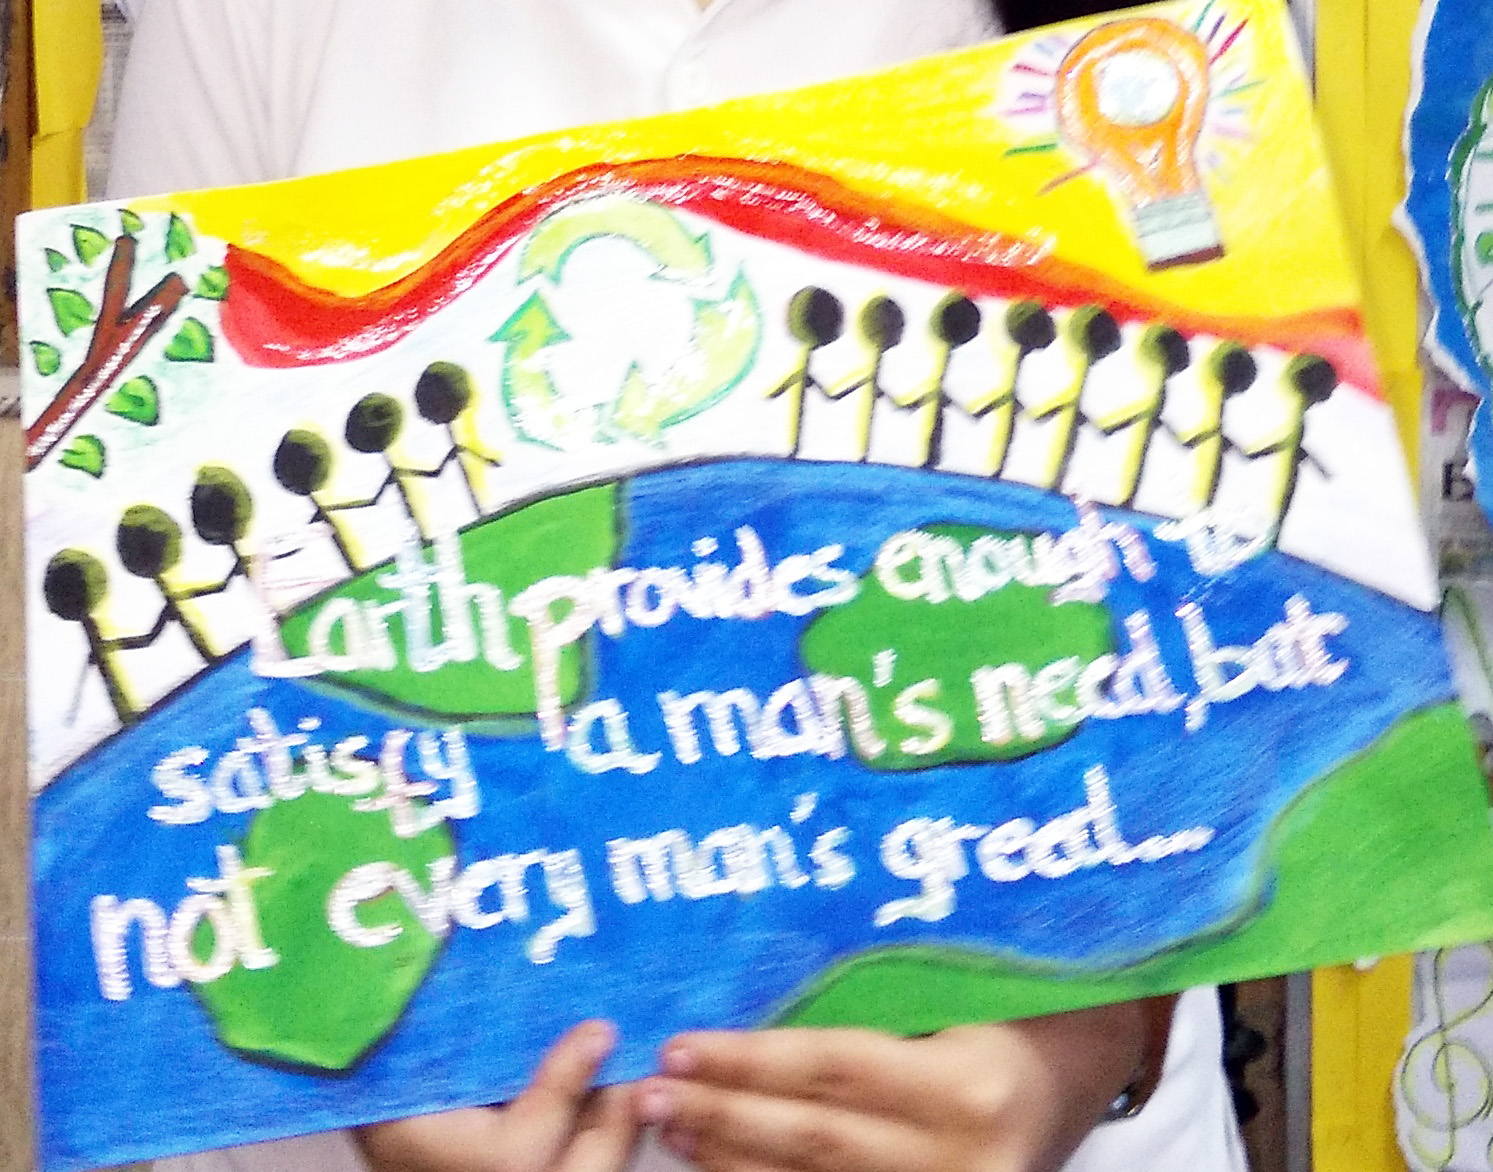 Earth provides enough to
satisfy a man's need, but
not every man's greed...